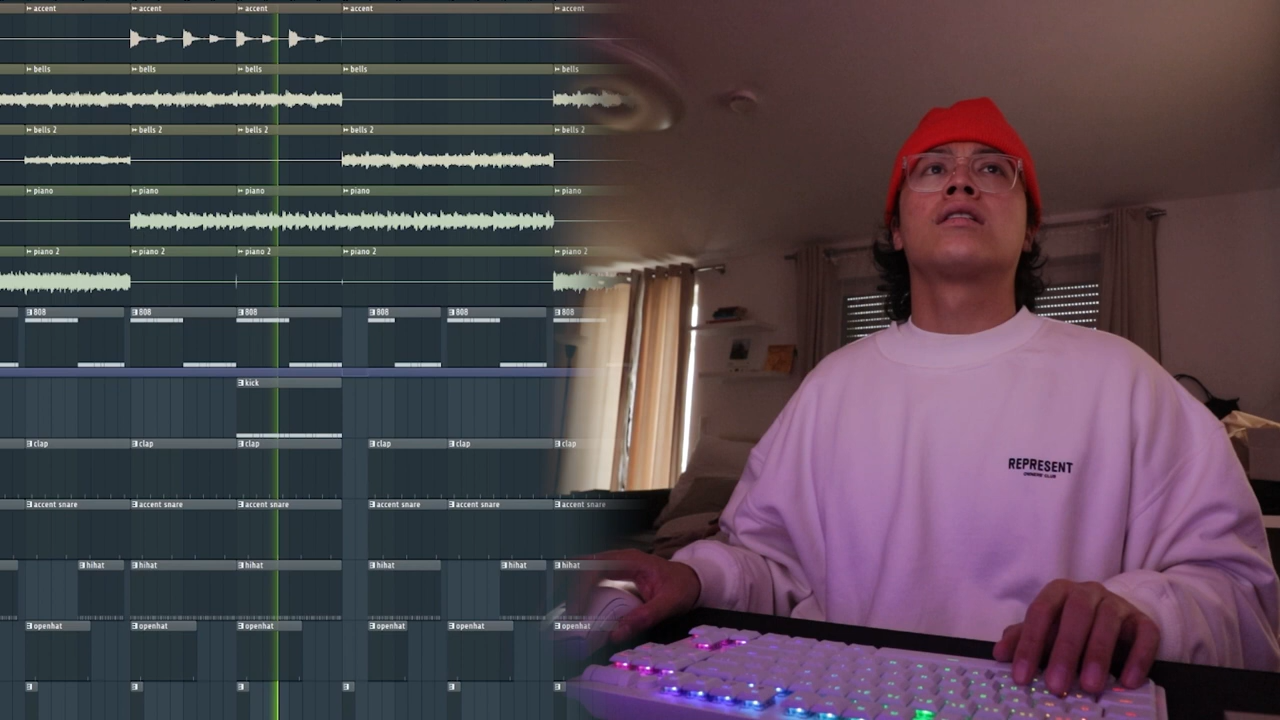 accent accent accent accent accent
bells bells bells bells bells
bells 2 bells 2 bells 2 bells 2 bells 2
piano piano piano piano piano
piano 2 piano 2 piano 2 piano 2 piano 2
808 808 808 808 808 808
kick
clap clap clap clap clap clap
accent snare accent snare accent snare accent snare accent snare accent snare
hihat hihat hihat hihat hihat
openhat openhat openhat openhat openhat openhat
REPRESENT
OWNERS CLUB